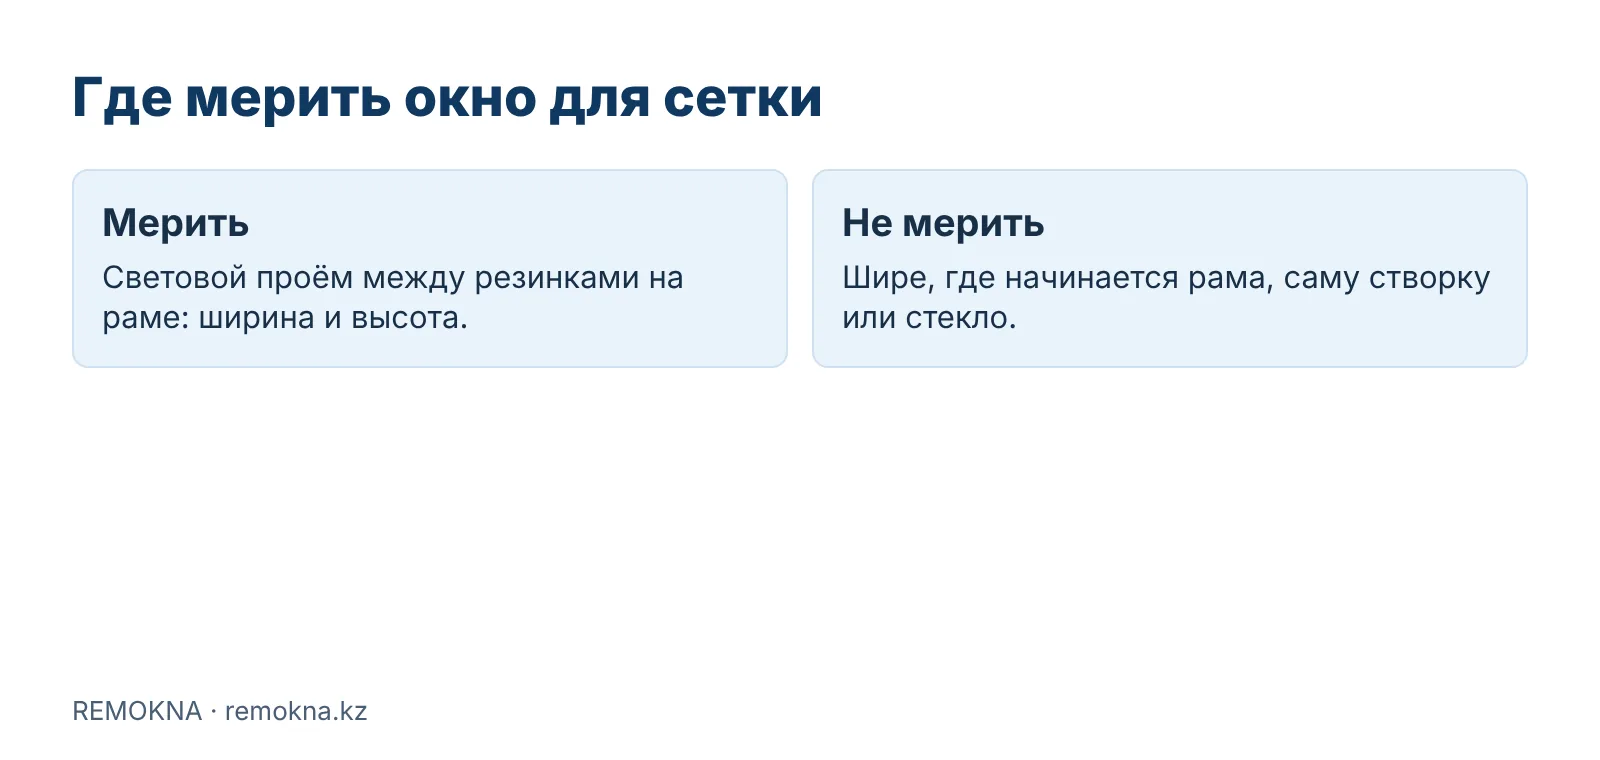 Где мерить окно для сетки
Мерить
Световой проём между резинками на
раме: ширина и высота.
Не мерить
Шире, где начинается рама, саму створку
или стекло.
REMOKNA · remokna.kz